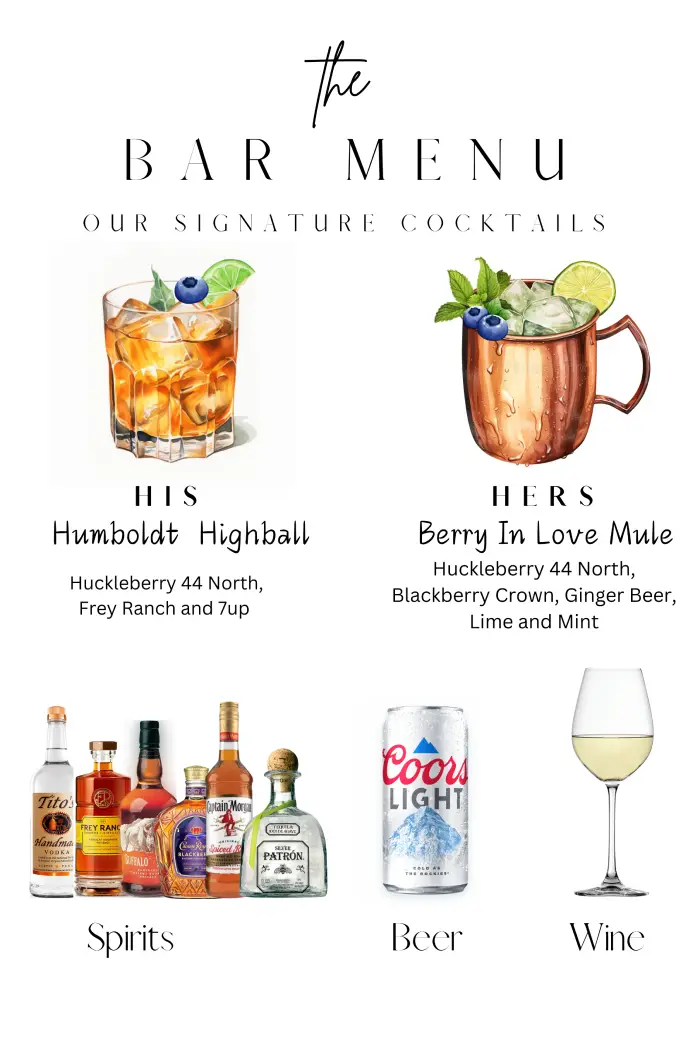 the
BAR MENU
OUR SIGNATURE COCKTAILS
HIS
Humboldt Highball
Huckleberry 44 North,
Frey Ranch and 7up
HERS
Berry In Love Mule
Huckleberry 44 North,
Blackberry Crown, Ginger Beer,
Lime and Mint
Tito's
Handmade
VODKA
FREY RANCH
BUFFALO
Crown Royal
BLACKBERRY
Captain Morgan
ORIGINAL
Spiced
SILVER
PATRÓN
Coors
LIGHT
COLD AS
THE ROCKIES
Spirits
Beer
Wine